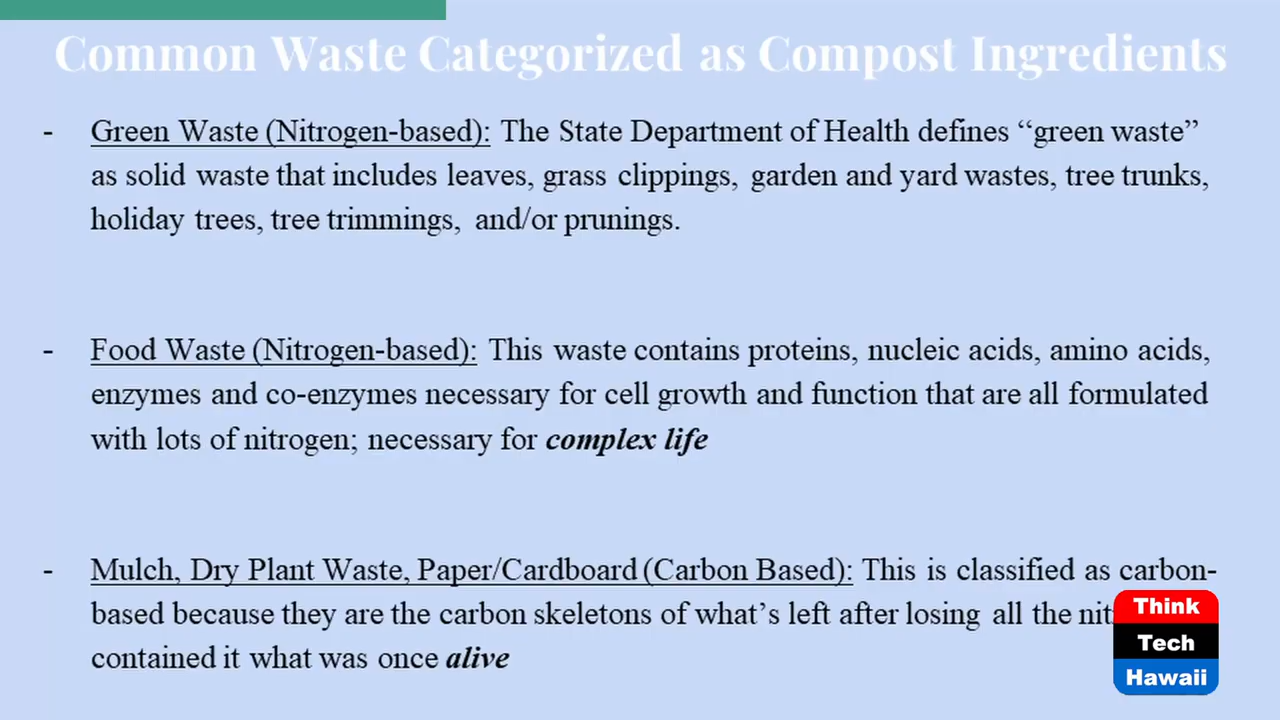 Common Waste Categorized as Compost Ingredients
- Green Waste (Nitrogen-based): The State Department of Health defines “green waste”
as solid waste that includes leaves, grass clippings, garden and yard wastes, tree trunks,
holiday trees, tree trimmings, and/or prunings.
- Food Waste (Nitrogen-based): This waste contains proteins, nucleic acids, amino acids,
enzymes and co-enzymes necessary for cell growth and function that are all formulated
with lots of nitrogen; necessary for complex life
- Mulch, Dry Plant Waste, Paper/Cardboard (Carbon Based): This is classified as carbon-
based because they are the carbon skeletons of what’s left after losing all the
contained it what was once alive
Think
Tech
Hawaii